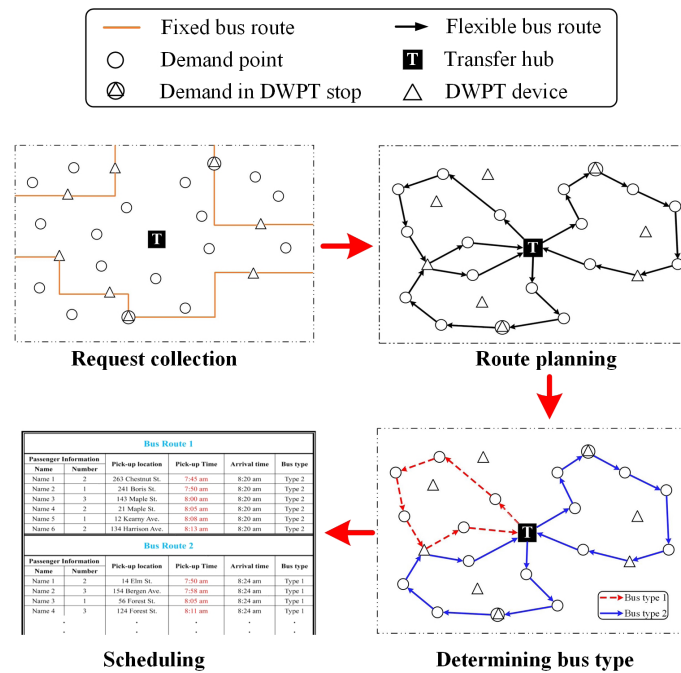 Fixed bus route
Flexible bus route
Demand point
T
Transfer hub
Demand in DWPT stop
DWPT device
T
Request collection
T
Route planning
Bus Route 1
Passenger Information Pick-up location Pick-up Time Arrival time Bus type
Name Number
Name 1 2 263 Chestnut St. 7:45 am 8:20 am Type 2
Name 2 1 241 Boris St. 7:50 am 8:20 am Type 2
Name 3 3 143 Maple St. 8:00 am 8:20 am Type 2
Name 4 2 21 Maple St. 8:05 am 8:20 am Type 2
Name 5 1 12 Kearny Ave. 8:08 am 8:20 am Type 2
Name 6 2 134 Harrison Ave. 8:13 am 8:20 am Type 2
Bus Route 2
Passenger Information Pick-up location Pick-up Time Arrival time Bus type
Name Number
Name 1 2 14 Elm St. 7:50 am 8:24 am Type 1
Name 2 3 154 Bergen Ave. 7:58 am 8:24 am Type 1
Name 3 1 56 Forest St. 8:05 am 8:24 am Type 1
Name 4 3 124 Forest St. 8:11 am 8:24 am Type 1
. . . . . .
. . . . . .
Scheduling
T
Bus type 1
Bus type 2
Determining bus type